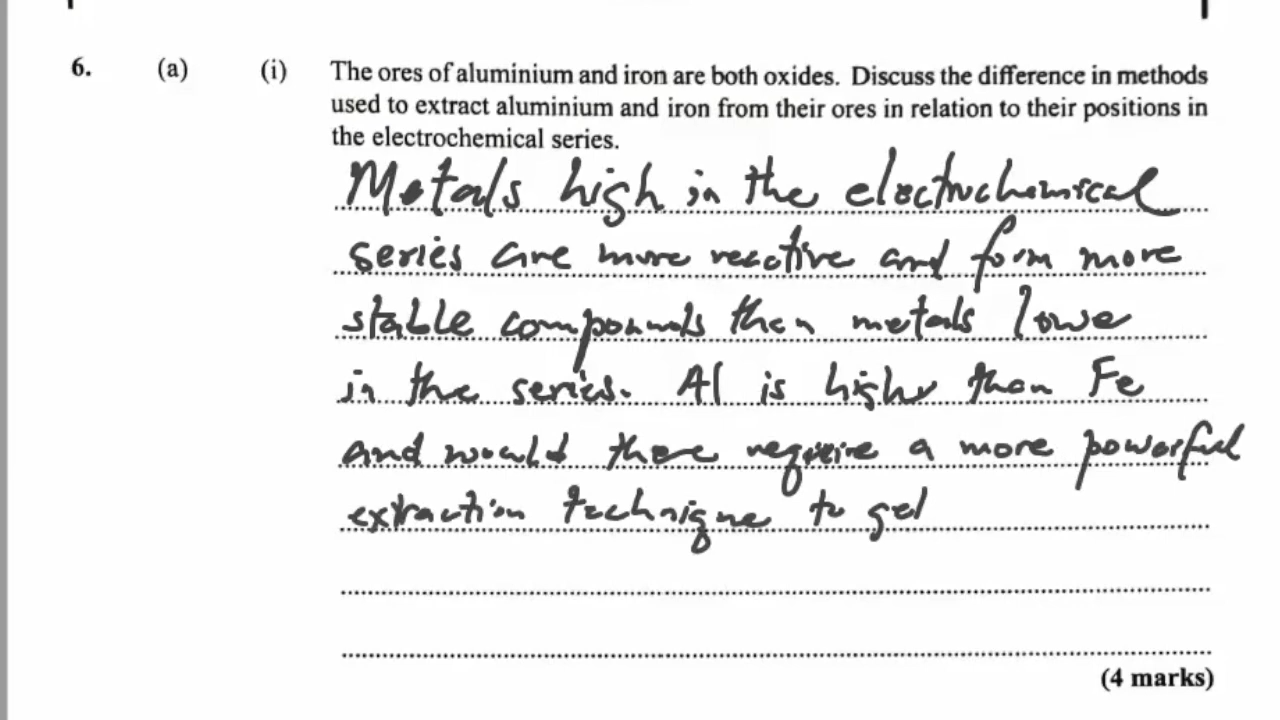 6. (a) (i) The ores of aluminium and iron are both oxides. Discuss the difference in methods
used to extract aluminium and iron from their ores in relation to their positions in
the electrochemical series.
Metals high in the electrochemical
series are more reactive and form more
stable compounds than metals lowe
in the series. Al is higher than Fe
and would there require a more powerful
extraction technique to get
(4 marks)